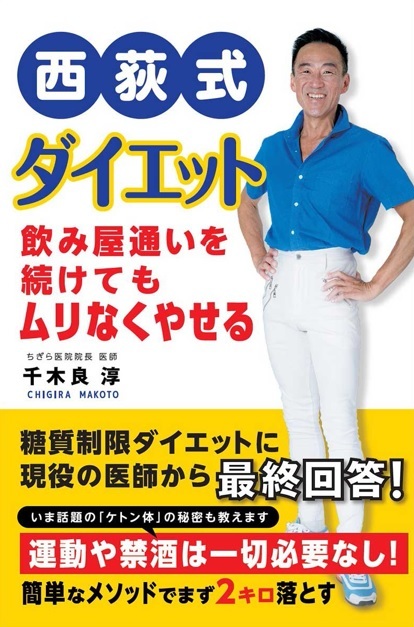 西荻式
ダイエット
飲み屋通いを
続けても
ムリなくやせる
ちぎら医院院長 医師
千木良 淳
CHIGIRA MAKOTO
糖質制限ダイエットに
現役の医師から最終回答！
いま話題の「ケトン体」の秘密も教えます
運動や禁酒は一切必要なし！
簡単なメソッドでまず2キロ落とす